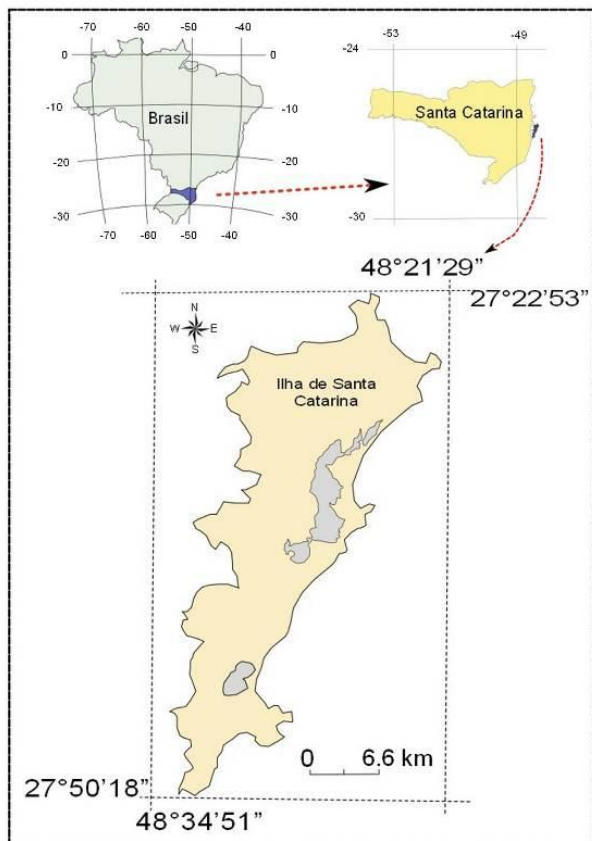 -70 -60 -50 -40
0
-10
-20
-30
Brasil
0
-10
-20
-30
-70 -60 -50 -40
-53 -49
-24
Santa Catarina
-30
48°21'29”
27°22'53”
N
W E
S
Ilha de Santa
Catarina
0 6.6 km
27°50'18”
48°34'51”